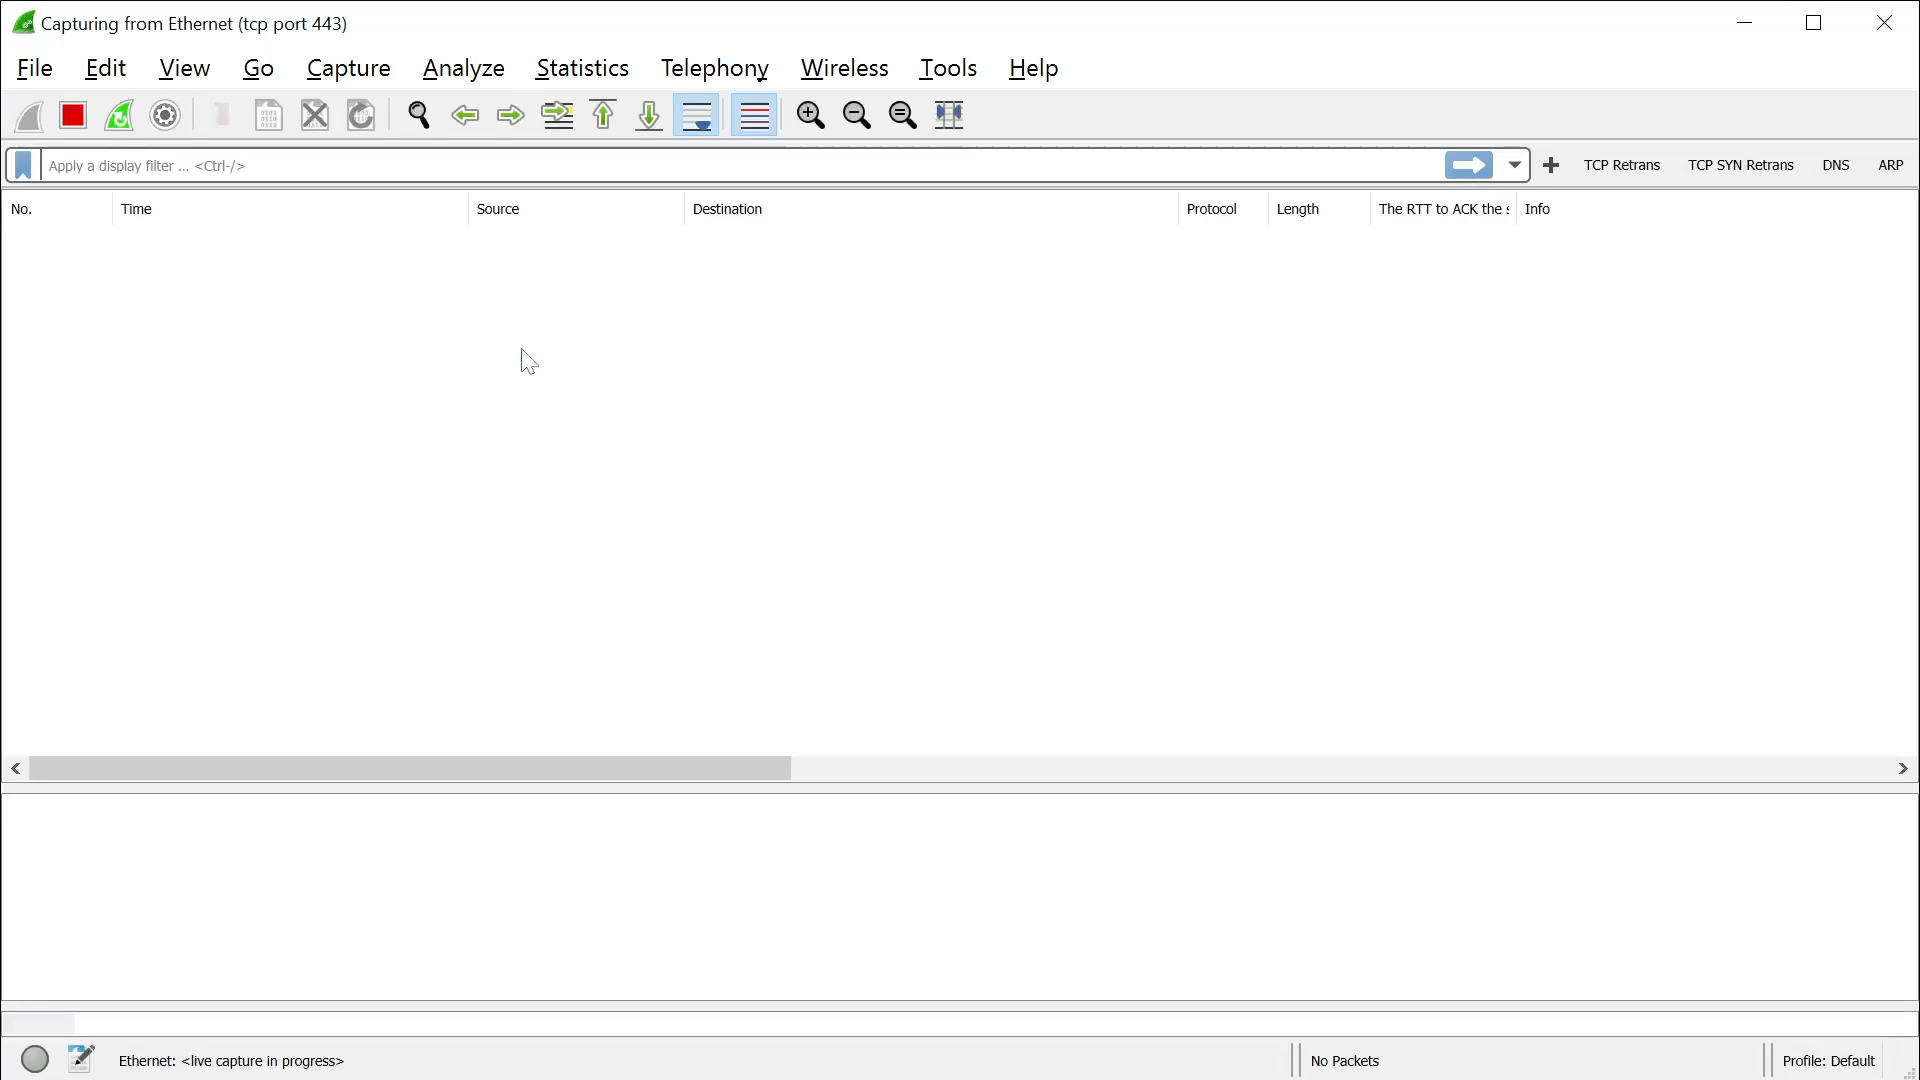 Capturing from Ethernet (tcp port 443)
File Edit View Go Capture Analyze Statistics Telephony Wireless Tools Help
Apply a display filter ... <Ctrl-/> TCP Retrans TCP SYN Retrans DNS ARP
No. Time Source Destination Protocol Length The RTT to ACK the Info
Ethernet: <live capture in progress> No Packets Profile: Default